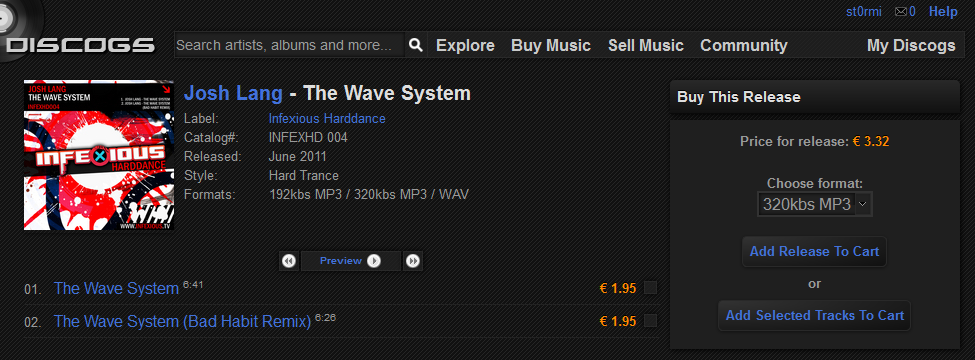 st0rmi 0 Help
DISCOGS
Search artists, albums and more...
Explore Buy Music Sell Music Community My Discogs
JOSH LANG
THE WAVE SYSTEM
INFEXHD004
1. JOSH LANG - THE WAVE SYSTEM
2. JOSH LANG - THE WAVE SYSTEM
(BAD HABIT REMIX)
INFEXIOUS
HARDDANCE
WWW.INFEXIOUS.TV
Josh Lang - The Wave System
Label: Infexious Harddance
Catalog#: INFEXHD 004
Released: June 2011
Style: Hard Trance
Formats: 192kbs MP3 / 320kbs MP3 / WAV
Preview
01. The Wave System 6:41 € 1.95
02. The Wave System (Bad Habit Remix) 6:26 € 1.95
Buy This Release
Price for release: € 3.32
Choose format:
320kbs MP3
Add Release To Cart
or
Add Selected Tracks To Cart